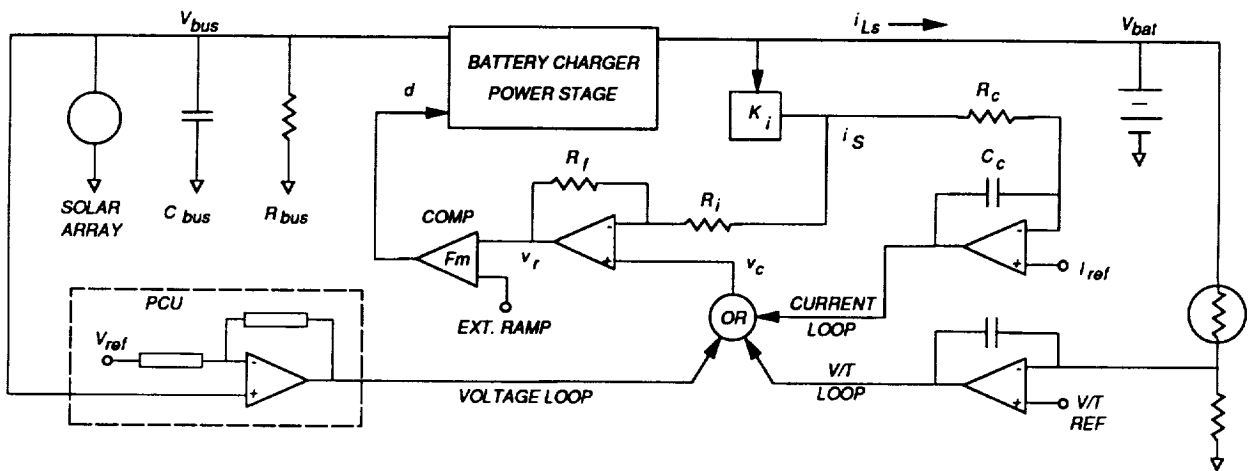 V_bus
i_Ls
V_bat
BATTERY CHARGER
POWER STAGE
d
K_i
R_c
i_S
C_c
R_f
R_i
SOLAR
ARRAY
C_bus
R_bus
COMP
Fm
v_r
v_c
-
+
-
+
i_ref
EXT. RAMP
OR
CURRENT
LOOP
PCU
V_ref
-
+
VOLTAGE LOOP
V/T
LOOP
-
+
V/T
REF